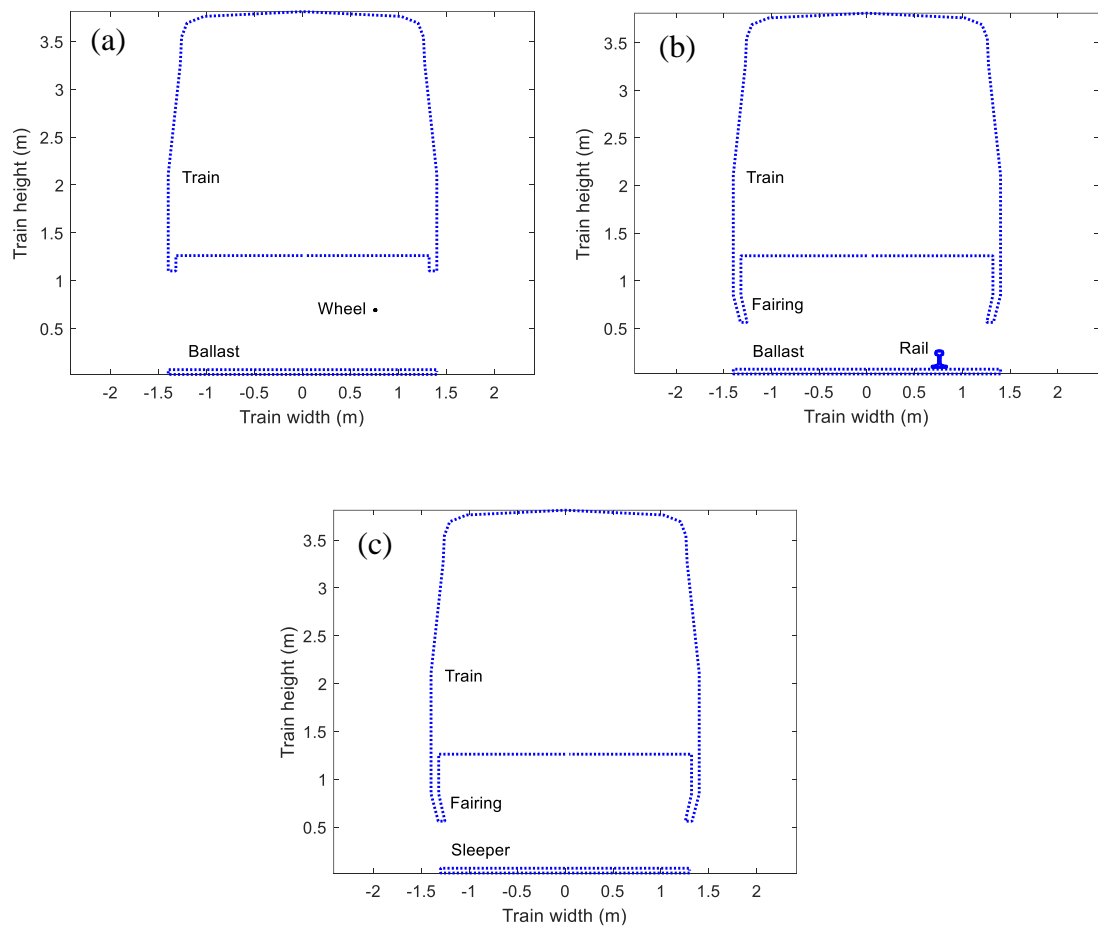 (a)
Train height (m)
3.5
3
2.5
2
1.5
1
0.5
Train
Wheel
Ballast
-2 -1.5 -1 -0.5 0 0.5 1 1.5 2
Train width (m)
(b)
Train height (m)
3.5
3
2.5
2
1.5
1
0.5
Train
Fairing
Ballast
Rail
-2 -1.5 -1 -0.5 0 0.5 1 1.5 2
Train width (m)
(c)
Train height (m)
3.5
3
2.5
2
1.5
1
0.5
Train
Fairing
Sleeper
-2 -1.5 -1 -0.5 0 0.5 1 1.5 2
Train width (m)